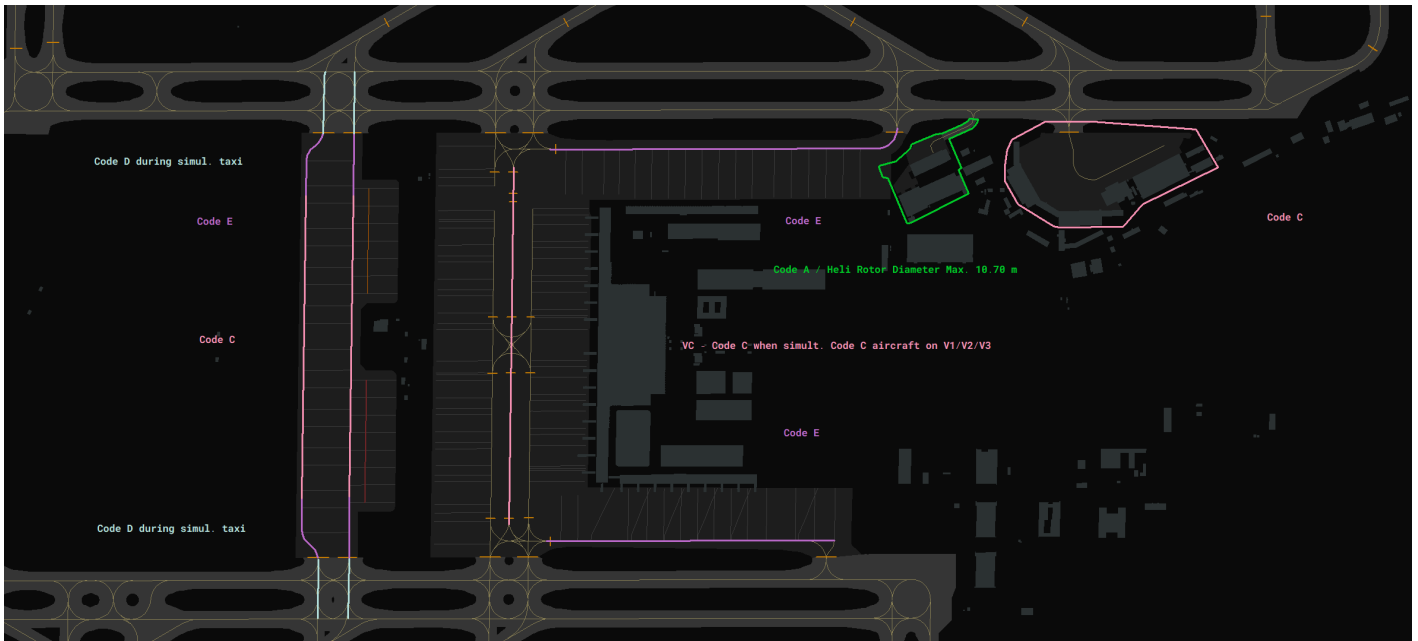 Code D during simul. taxi
Code E
Code E
Code C
Code A / Heli Rotor Diameter Max. 10.70 m
Code C
VC - Code C when simult. Code C aircraft on V1/V2/V3
Code E
Code D during simul. taxi